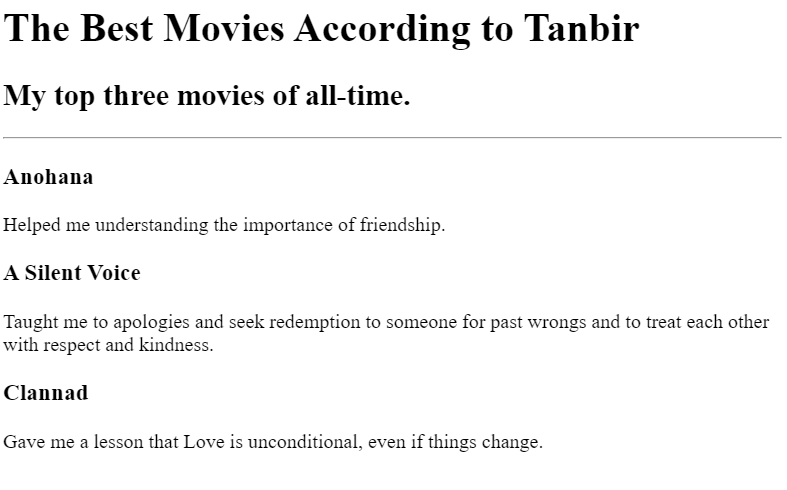 The Best Movies According to Tanbir
My top three movies of all-time.
Anohana
Helped me understanding the importance of friendship.
A Silent Voice
Taught me to apologies and seek redemption to someone for past wrongs and to treat each other
with respect and kindness.
Clannad
Gave me a lesson that Love is unconditional, even if things change.